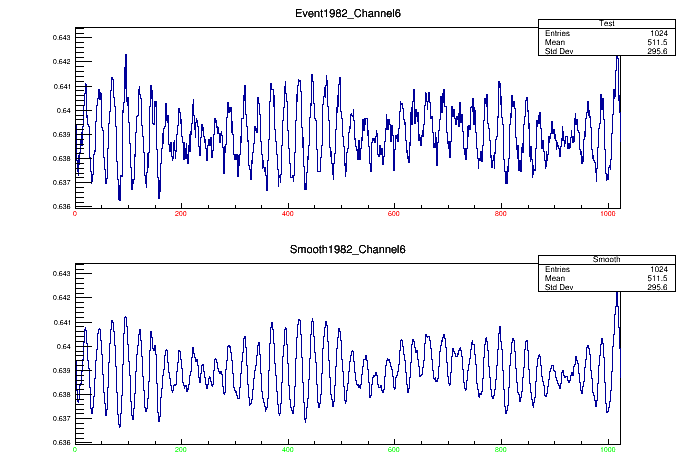 Event1982_Channel6
Test
Entries 1024
Mean 511.5
Std Dev 295.6
0.643
0.642
0.641
0.64
0.639
0.638
0.637
0.636
0 200 400 600 800 1000
Smooth1982_Channel6
Smooth
Entries 1024
Mean 511.5
Std Dev 295.6
0.643
0.642
0.641
0.64
0.639
0.638
0.637
0.636
0 200 400 600 800 1000